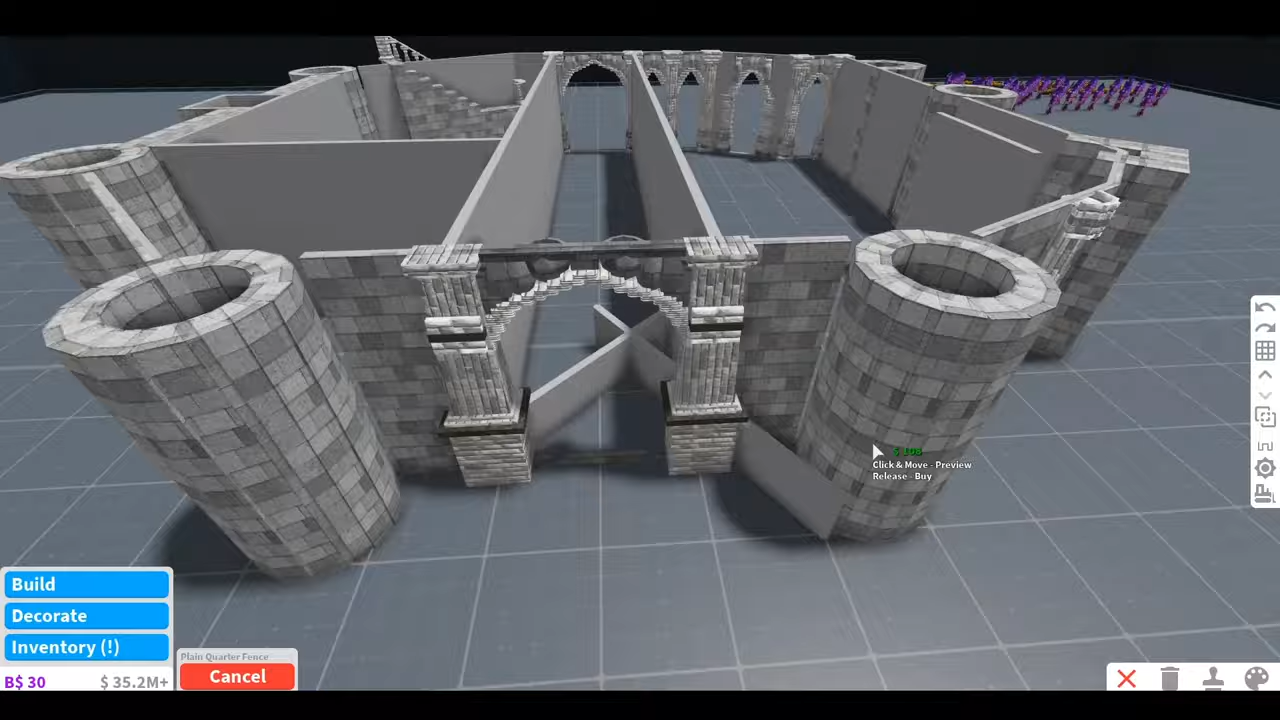 Click & Move - Preview
Release - Buy
Build
Decorate
Inventory (!)
B$ 30
$ 35.2M+
Plain Quarter Fence
Cancel